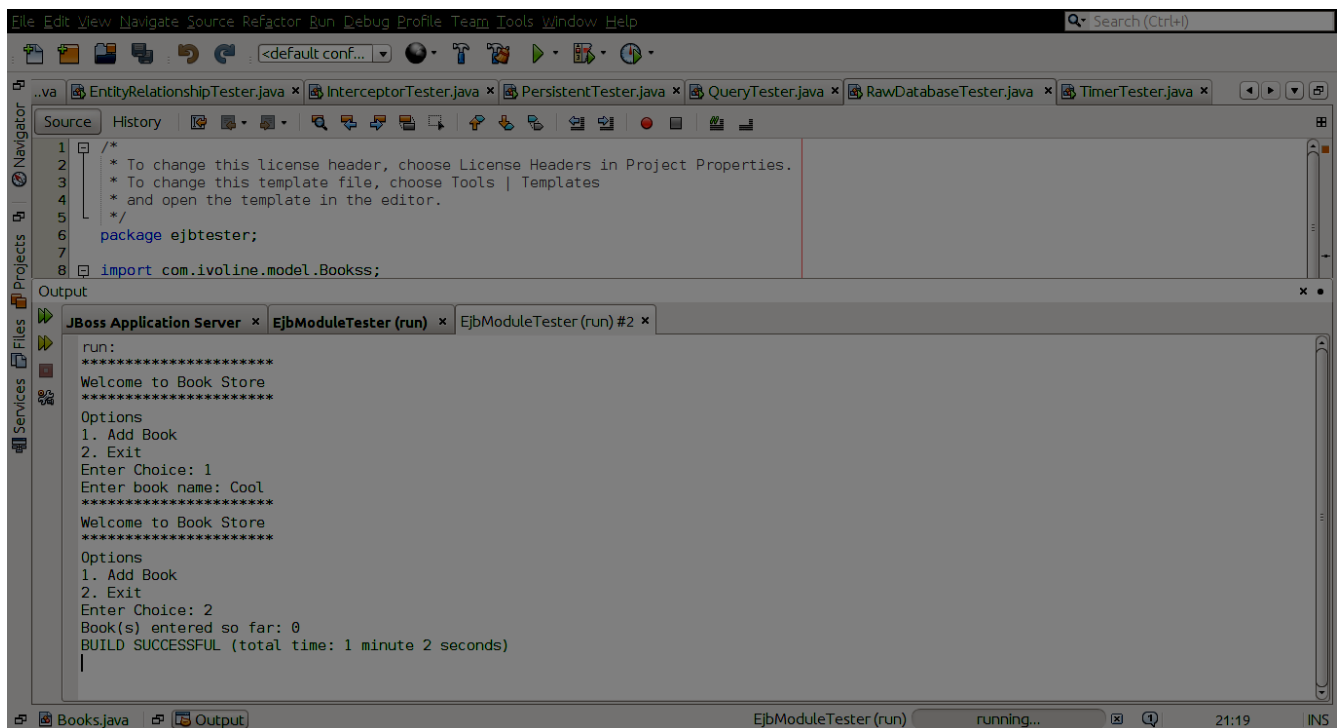 File Edit View Navigate Source Refactor Run Debug Profile Team Tools Window Help
Search (Ctrl+I)
<default conf...
..va EntityRelationshipTester.java InterceptorTester.java PersistentTester.java QueryTester.java RawDatabaseTester.java TimerTester.java
Source History
Navigator
Projects
Files
Services
1 /*
2 * To change this license header, choose License Headers in Project Properties.
3 * To change this template file, choose Tools | Templates
4 * and open the template in the editor.
5 */
6 package ejbtester;
7
8 import com.ivoline.model.Bookss;
Output
JBoss Application Server EjbModuleTester (run) EjbModuleTester (run) #2
run:
**********************
Welcome to Book Store
**********************
Options
1. Add Book
2. Exit
Enter Choice: 1
Enter book name: Cool
**********************
Welcome to Book Store
**********************
Options
1. Add Book
2. Exit
Enter Choice: 2
Book(s) entered so far: 0
BUILD SUCCESSFUL (total time: 1 minute 2 seconds)
Books.java Output EjbModuleTester (run) running... 1 21:19 INS